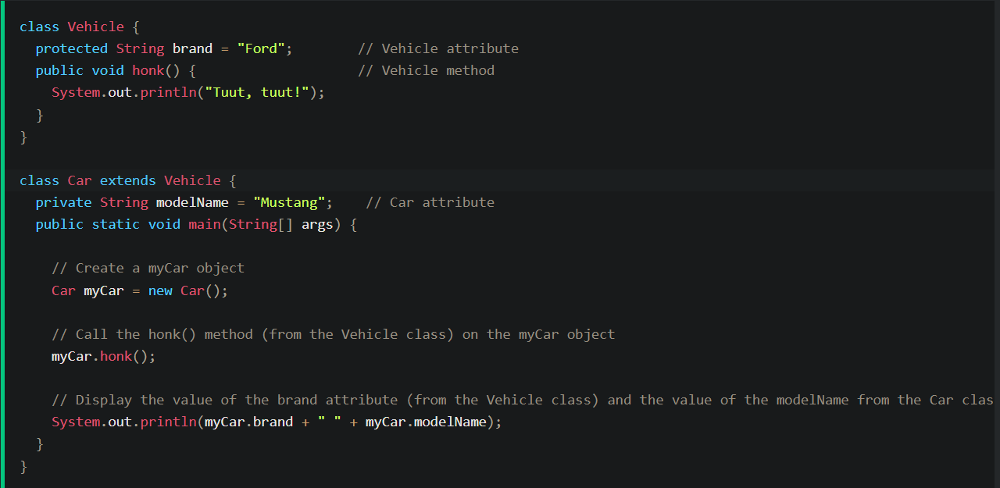 class Vehicle {
  protected String brand = "Ford";        // Vehicle attribute
  public void honk() {                    // Vehicle method
    System.out.println("Tuut, tuut!");
  }
}
class Car extends Vehicle {
  private String modelName = "Mustang";    // Car attribute
  public static void main(String[] args) {
    // Create a myCar object
    Car myCar = new Car();
    // Call the honk() method (from the Vehicle class) on the myCar object
    myCar.honk();
    // Display the value of the brand attribute (from the Vehicle class) and the value of the modelName from the Car clas
    System.out.println(myCar.brand + " " + myCar.modelName);
  }
}